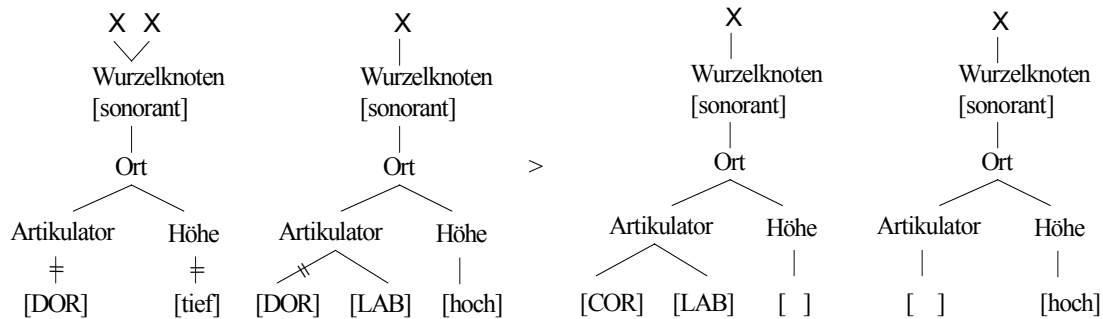 X X X X X
Wurzelknoten Wurzelknoten Wurzelknoten Wurzelknoten
[sonorant] [sonorant] [sonorant] [sonorant]
Ort Ort > Ort Ort
Artikulator Höhe Artikulator Höhe Artikulator Höhe Artikulator Höhe
[DOR] [tief] [DOR] [LAB] [hoch] [COR] [LAB] [ ] [ ] [hoch]